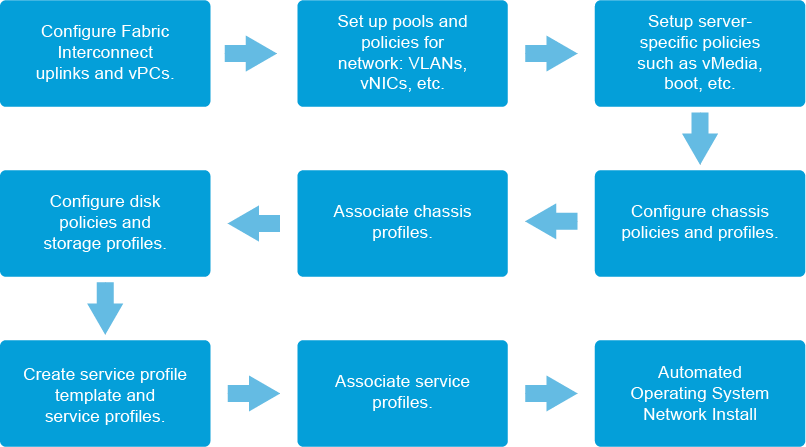 Configure Fabric
Interconnect
uplinks and vPCs.
Set up pools and
policies for
network: VLANs,
vNICs, etc.
Setup server-
specific policies
such as vMedia,
boot, etc.
Configure chassis
policies and profiles.
Associate chassis
profiles.
Configure disk
policies and
storage profiles.
Create service profile
template and
service profiles.
Associate service
profiles.
Automated
Operating System
Network Install